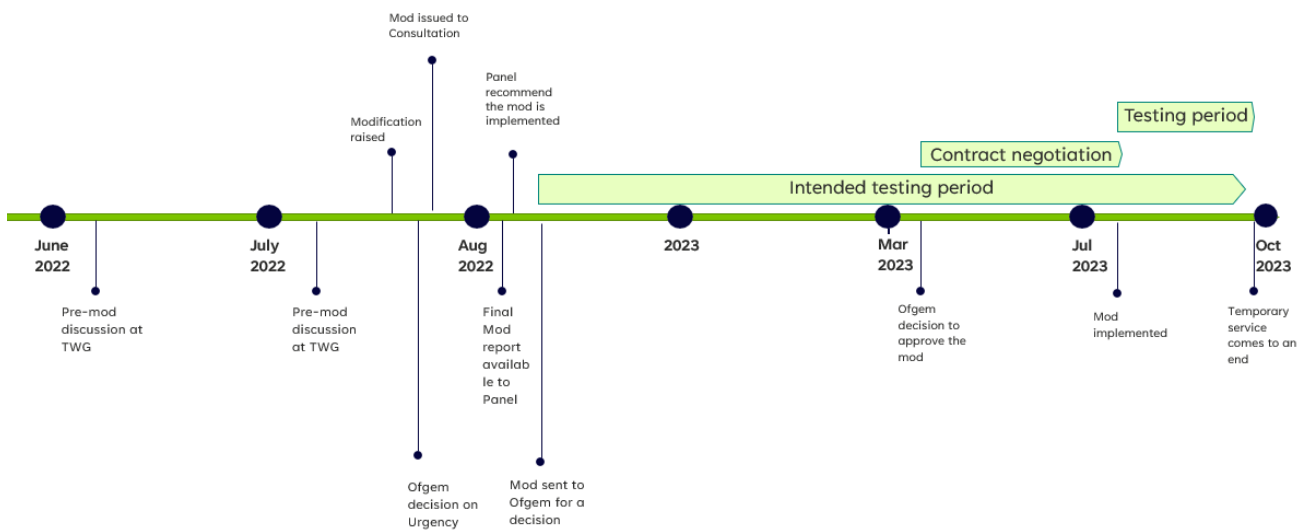 Mod issued to
Consultation
Modification
raised
Panel
recommend
the mod is
implemented
Testing period
Contract negotiation
Intended testing period
June
2022
July
2022
Aug
2022
2023
Mar
2023
Jul
2023
Oct
2023
Pre-mod
discussion at
TWG
Pre-mod
discussion
at TWG
Ofgem
decision on
Urgency
Final
Mod
report
availab
le to
Panel
Mod sent to
Ofgem for a
decision
Ofgem
decision to
approve the
mod
Mod
implemented
Temporary
service
comes to an
end